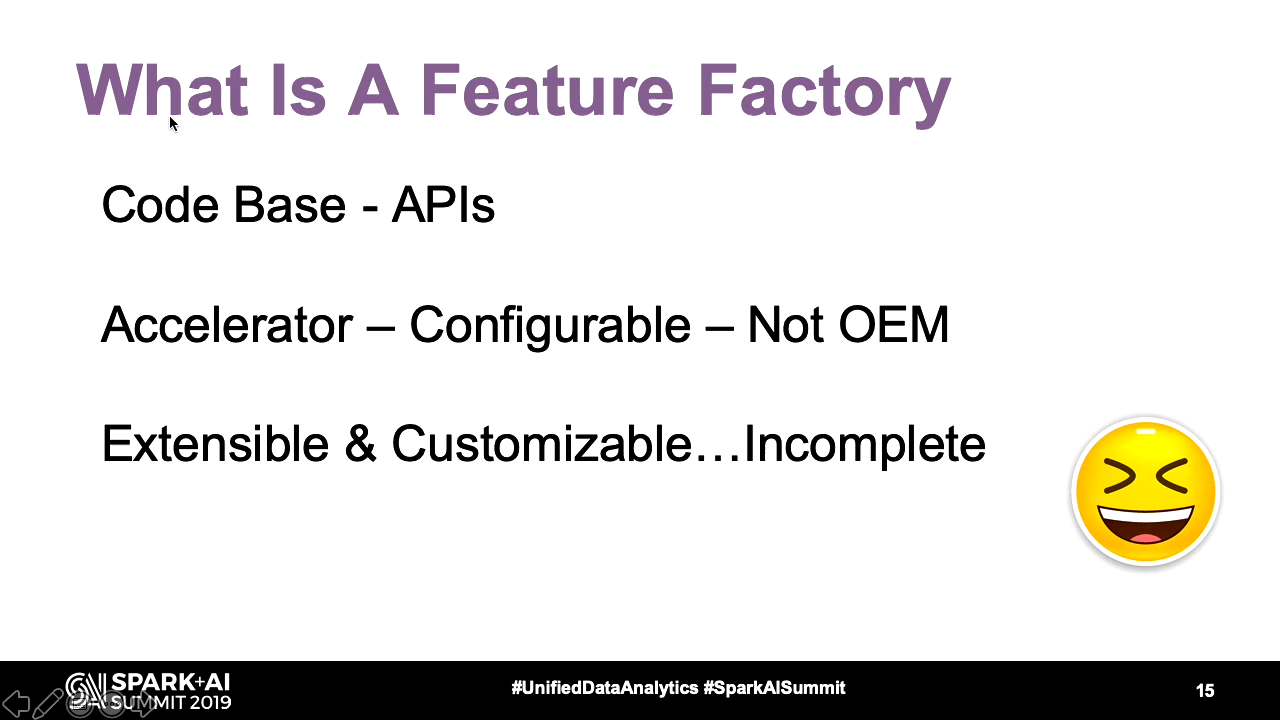 What Is A Feature Factory
Code Base - APIs
Accelerator – Configurable – Not OEM
Extensible & Customizable…Incomplete
SPARK+AI
SUMMIT 2019
#UnifiedDataAnalytics #SparkAISummit
15